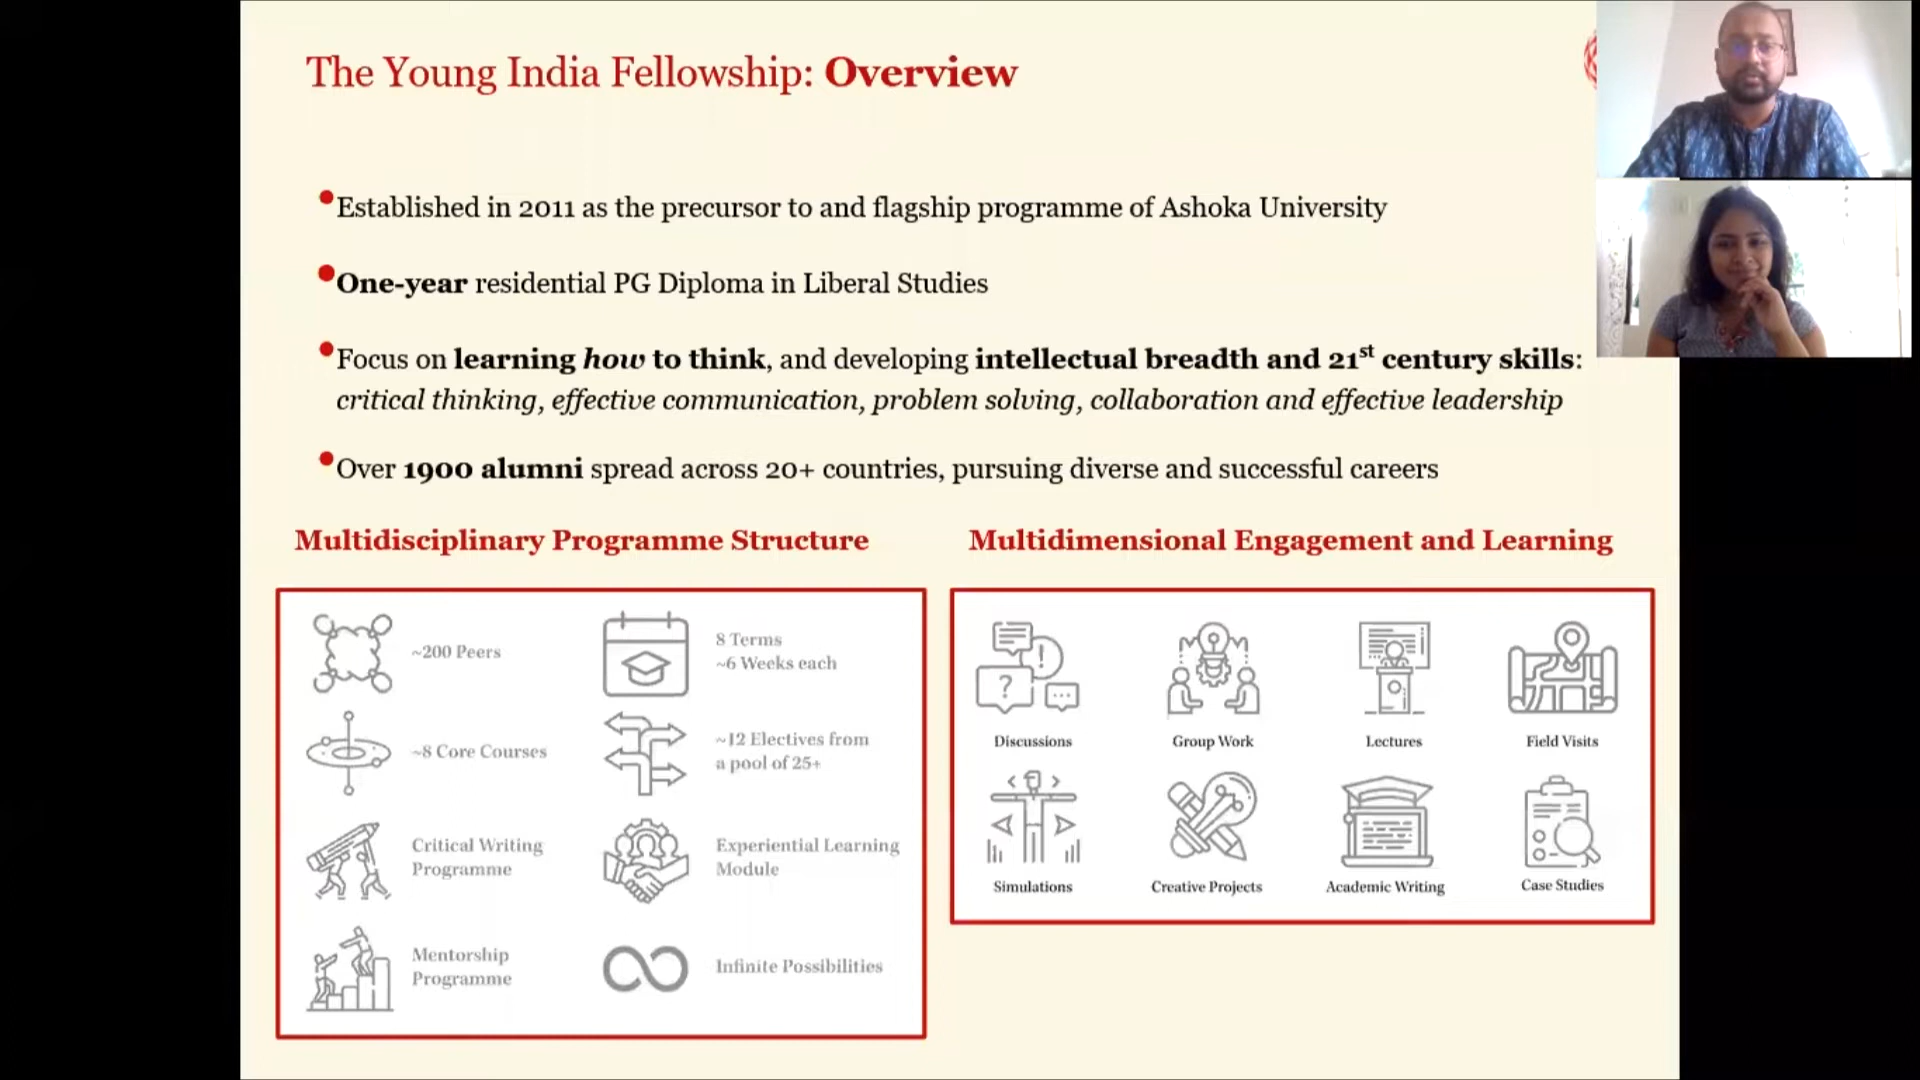 The Young India Fellowship: Overview
•Established in 2011 as the precursor to and flagship programme of Ashoka University
•One-year residential PG Diploma in Liberal Studies
•Focus on learning how to think, and developing intellectual breadth and 21st century skills:
critical thinking, effective communication, problem solving, collaboration and effective leadership
•Over 1900 alumni spread across 20+ countries, pursuing diverse and successful careers
Multidisciplinary Programme Structure
~200 Peers
8 Terms
~6 Weeks each
~8 Core Courses
~12 Electives from
a pool of 25+
Critical Writing
Programme
Experiential Learning
Module
Mentorship
Programme
Infinite Possibilities
Multidimensional Engagement and Learning
Discussions
Group Work
Lectures
Field Visits
Simulations
Creative Projects
Academic Writing
Case Studies